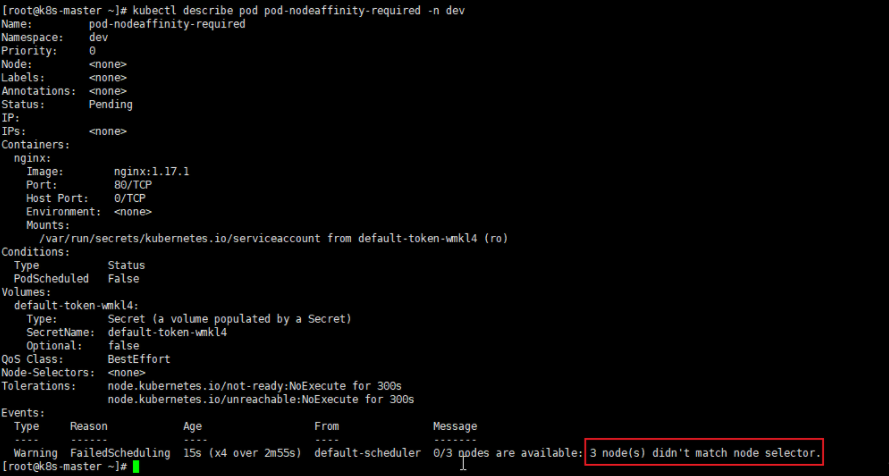 [root@k8s-master ~]# kubectl describe pod pod-nodeaffinity-required -n dev
Name:         pod-nodeaffinity-required
Namespace:    dev
Priority:     0
Node:         <none>
Labels:       <none>
Annotations:  <none>
Status:       Pending
IP:
IPs:          <none>
Containers:
  nginx:
    Image:        nginx:1.17.1
    Port:         80/TCP
    Host Port:    0/TCP
    Environment:  <none>
    Mounts:
      /var/run/secrets/kubernetes.io/serviceaccount from default-token-wmkl4 (ro)
Conditions:
  Type           Status
  PodScheduled   False
Volumes:
  default-token-wmkl4:
    Type:        Secret (a volume populated by a Secret)
    SecretName:  default-token-wmkl4
    Optional:    false
QoS Class:       BestEffort
Node-Selectors:  <none>
Tolerations:     node.kubernetes.io/not-ready:NoExecute for 300s
                 node.kubernetes.io/unreachable:NoExecute for 300s
Events:
  Type     Reason            Age                  From               Message
  ----     ------            ----                 ----               -------
  Warning  FailedScheduling  15s (x4 over 2m55s)  default-scheduler  0/3 nodes are available: 3 node(s) didn't match node selector.
[root@k8s-master ~]#